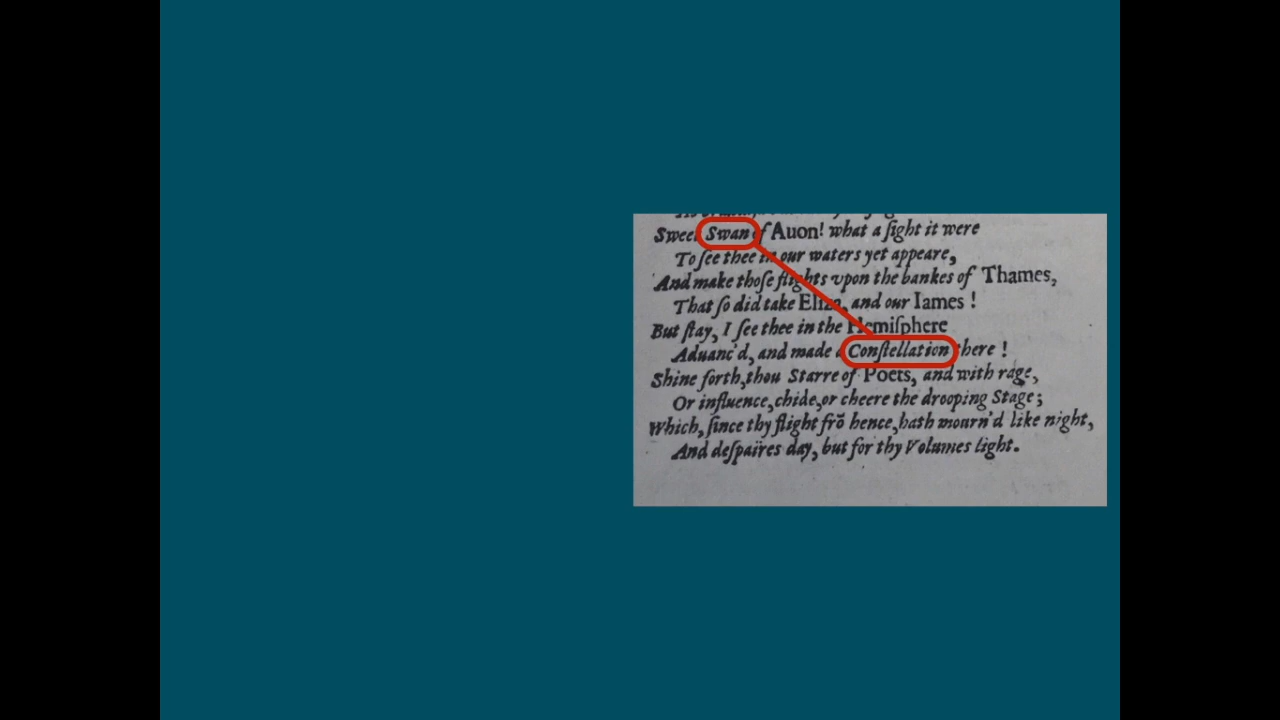 Sweet Swan of Auon! what a ſight it were
To ſee thee in our waters yet appeare,
And make thoſe flights vpon the bankes of Thames,
That ſo did take Eliza, and our Iames !
But ſtay, I ſee thee in the Hemiſphere
Aduanc'd, and made a Conſtellation there !
Shine forth, thou Starre of Poets, and with rage,
Or influence, chide, or cheere the drooping Stage;
Which, ſince thy flight frō hence, hath mourn'd like night,
And deſpaires day, but for thy Volumes light.